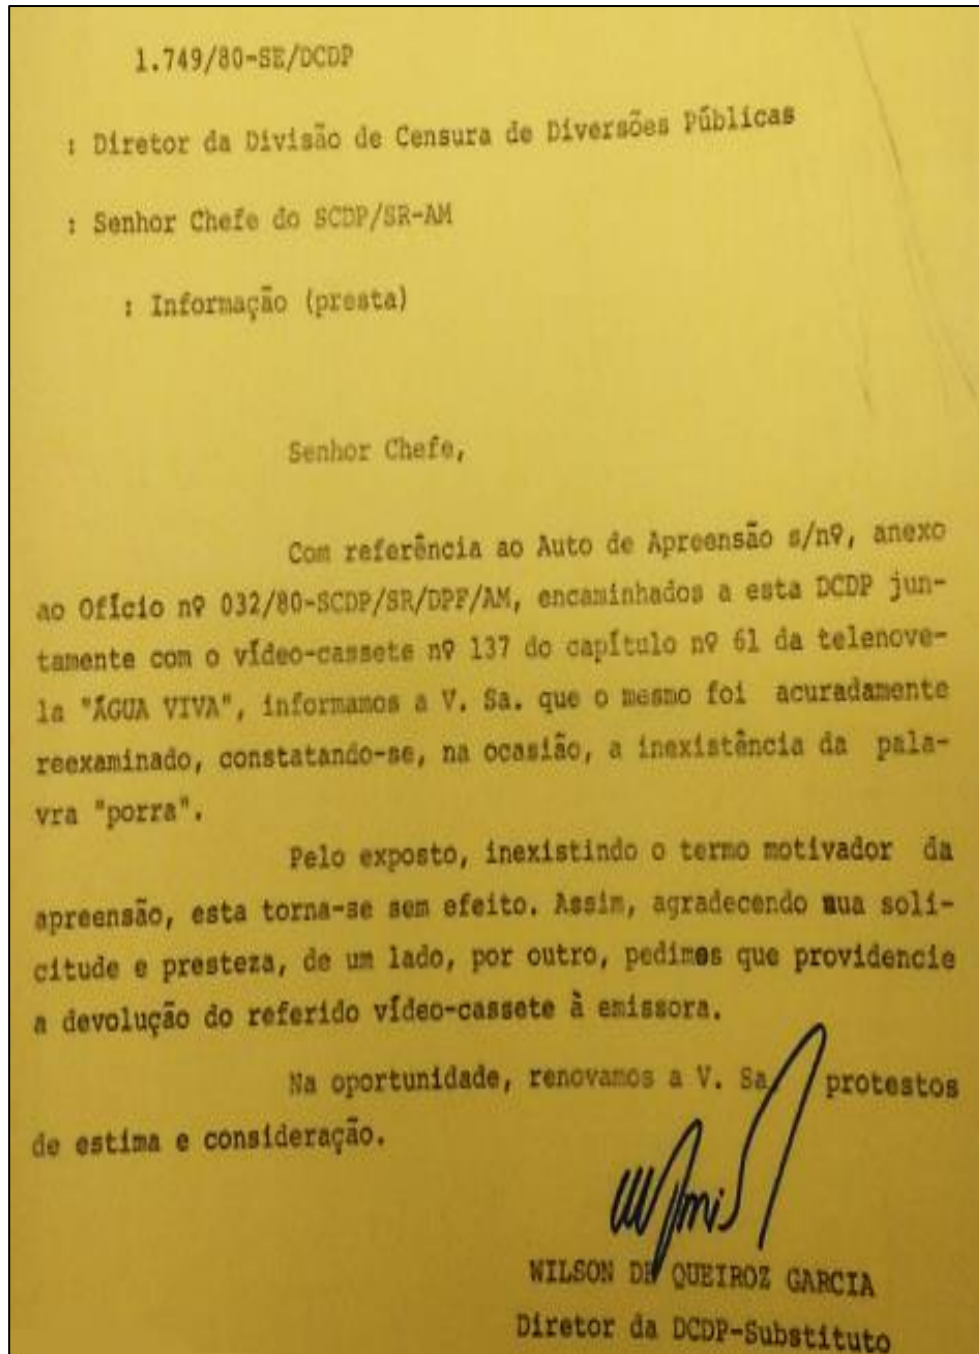 1.749/80-SE/DCDP
: Diretor da Divisão de Censura de Diversões Públicas
: Senhor Chefe do SCDP/SR-AM
: Informação (presta)
Senhor Chefe,
Com referência ao Auto de Apreensão s/nº, anexo
ao Ofício nº 032/80-SCDP/SR/DPF/AM, encaminhados a esta DCDP jun-
tamente com o vídeo-cassete nº 137 do capítulo nº 61 da telenove-
la "ÁGUA VIVA", informamos a V. Sa. que o mesmo foi acuradamente
reexaminado, constatando-se, na ocasião, a inexistência da pala-
vra "porra".
Pelo exposto, inexistindo o termo motivador da
apreensão, esta torna-se sem efeito. Assim, agradecendo sua soli-
citude e presteza, de um lado, por outro, pedimos que providencie
a devolução do referido vídeo-cassete à emissora.
Na oportunidade, renovamos a V. Sa. protestos
de estima e consideração.
WILSON DE QUEIROZ GARCIA
Diretor da DCDP-Substituto